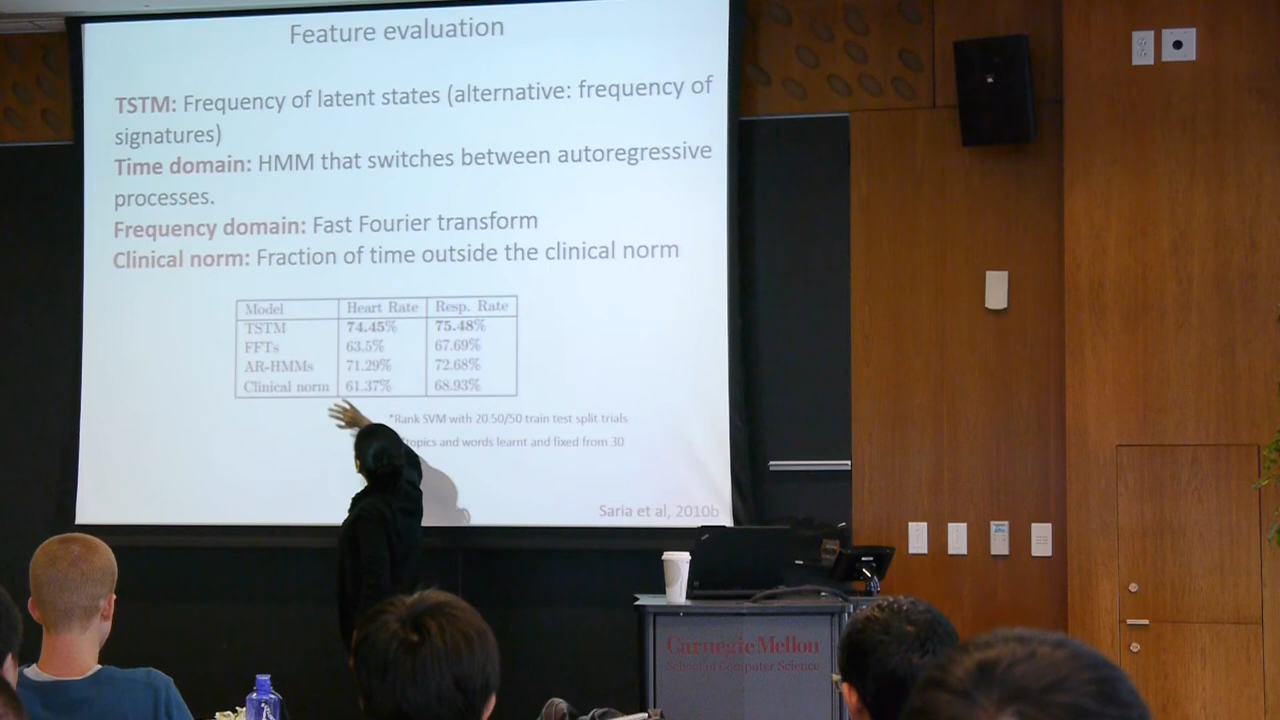 Feature evaluation
TSTM: Frequency of latent states (alternative: frequency of
signatures)
Time domain: HMM that switches between autoregressive
processes.
Frequency domain: Fast Fourier transform
Clinical norm: Fraction of time outside the clinical norm
Model Heart Rate Resp. Rate
TSTM 74.45% 75.48%
FFTs 63.5% 67.69%
AR-HMMs 71.29% 72.68%
Clinical norm 61.37% 68.93%
*Rank SVM with 20 50/50 train test split trials
topics and words learnt and fixed from 30
Saria et al, 2010b
Carnegie Mellon
School of Computer Science